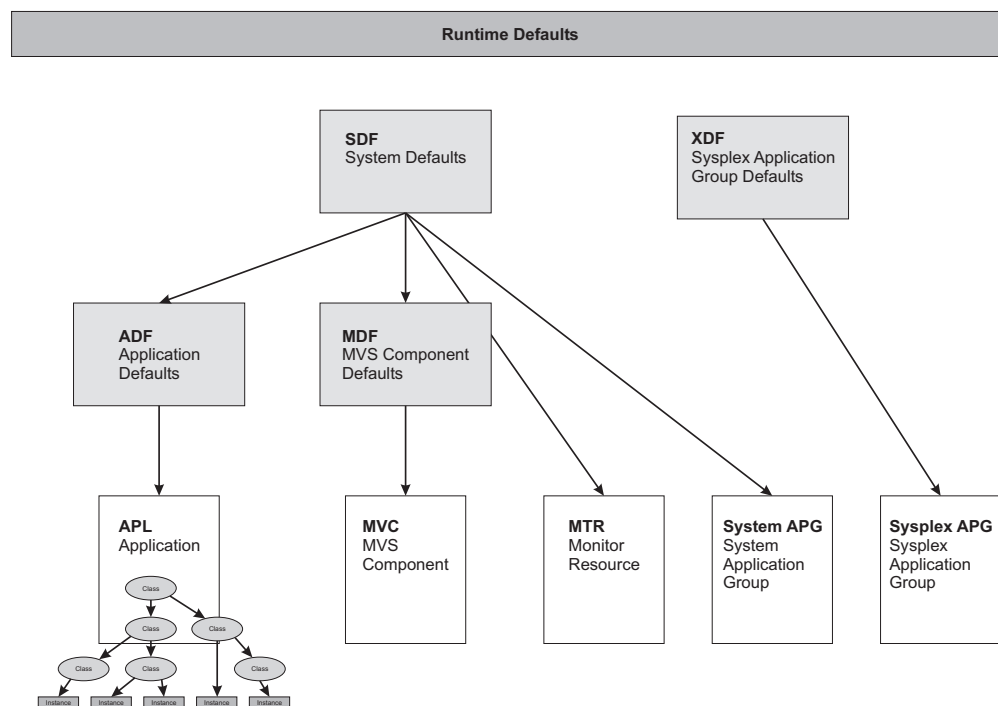 Runtime Defaults
SDF
System Defaults
XDF
Sysplex Application
Group Defaults
ADF
Application
Defaults
MDF
MVS Component
Defaults
APL
Application
MVC
MVS
Component
MTR
Monitor
Resource
System APG
System
Application
Group
Sysplex APG
Sysplex
Application
Group
Class
Class
Class
Class
Class
Class
Instance
Instance
Instance
Instance
Instance